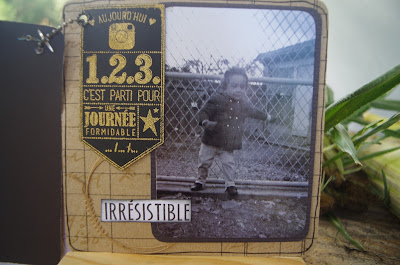 AUJOURD'HUI
1.2.3.
C'EST PARTI POUR
UNE
JOURNÉE
FORMIDABLE
../../..
IRRÉSISTIBLE